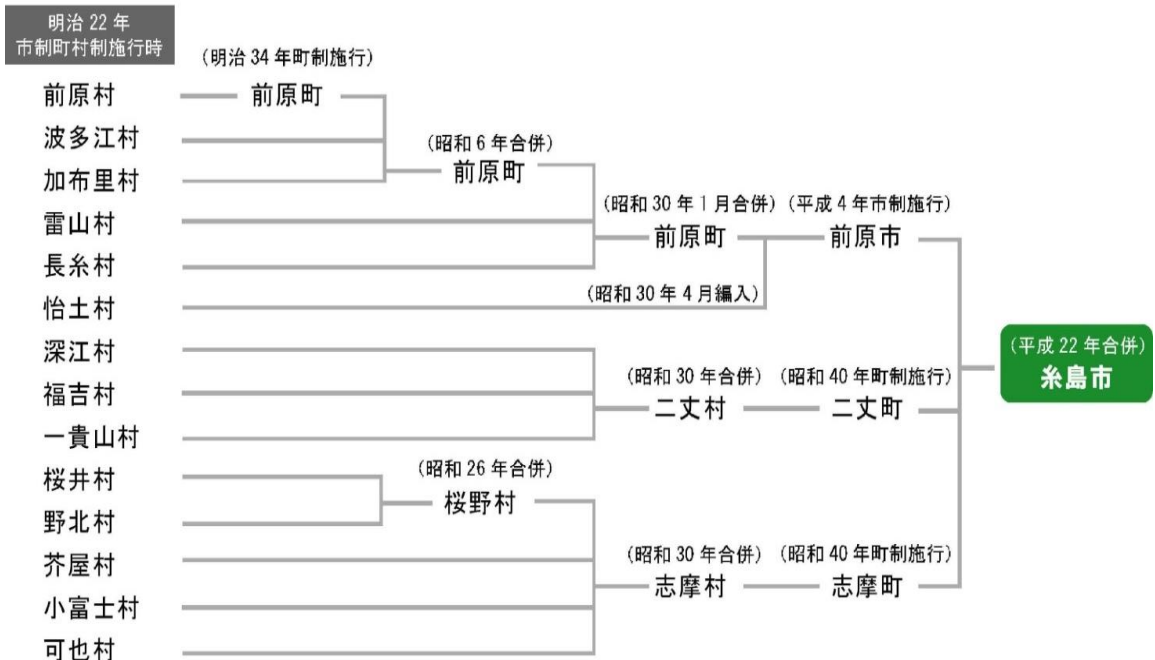 明治 22 年
市制町村制施行時
(明治 34 年町制施行)
前原村
前原町
波多江村
(昭和 6 年合併)
加布里村
前原町
雷山村
(昭和 30 年 1 月合併)
(平成 4 年市制施行)
前原町
前原市
長糸村
(昭和 30 年 4 月編入)
怡土村
深江村
(平成 22 年合併)
糸島市
(昭和 30 年合併)
(昭和 40 年町制施行)
福吉村
二丈村
二丈町
一貴山村
(昭和 26 年合併)
桜井村
桜野村
野北村
(昭和 30 年合併)
(昭和 40 年町制施行)
芥屋村
志摩村
志摩町
小富士村
可也村